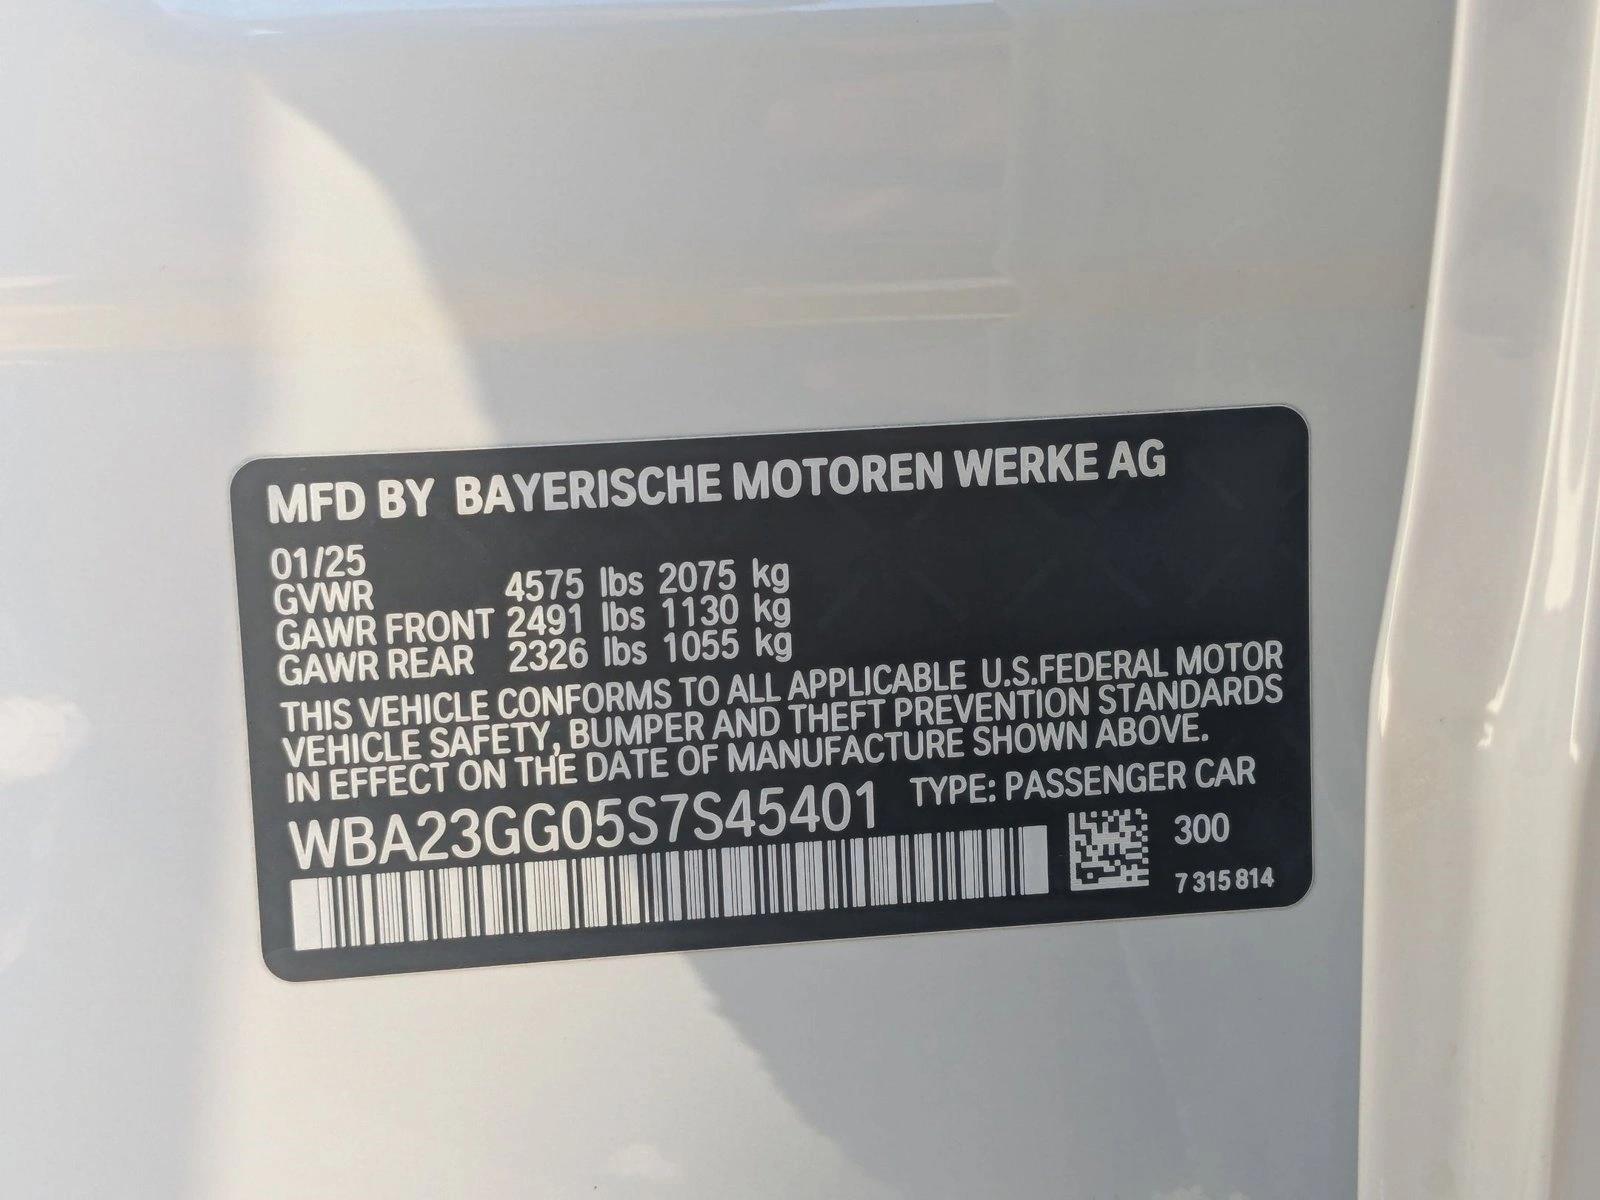 MFD BY BAYERISCHE MOTOREN WERKE AG
01/25
GVWR 4575 lbs 2075 kg
GAWR FRONT 2491 lbs 1130 kg
GAWR REAR 2326 lbs 1055 kg
THIS VEHICLE CONFORMS TO ALL APPLICABLE U.S.FEDERAL MOTOR
VEHICLE SAFETY, BUMPER AND THEFT PREVENTION STANDARDS
IN EFFECT ON THE DATE OF MANUFACTURE SHOWN ABOVE.
WBA23GG05S7S45401 TYPE: PASSENGER CAR
300
7 315 814